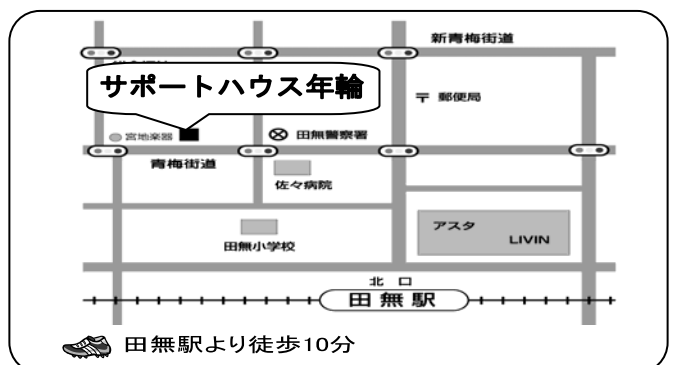 新青梅街道
サポートハウス年輪
〒 郵便局
宮地楽器
田無警察署
青梅街道
佐々病院
アスタ
LIVIN
田無小学校
北口
田無駅
田無駅より徒歩10分